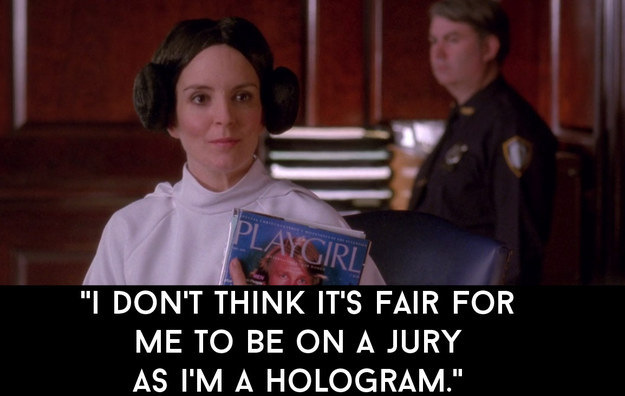 PLAYGIRL
"I DON'T THINK IT'S FAIR FOR
ME TO BE ON A JURY
AS I'M A HOLOGRAM."